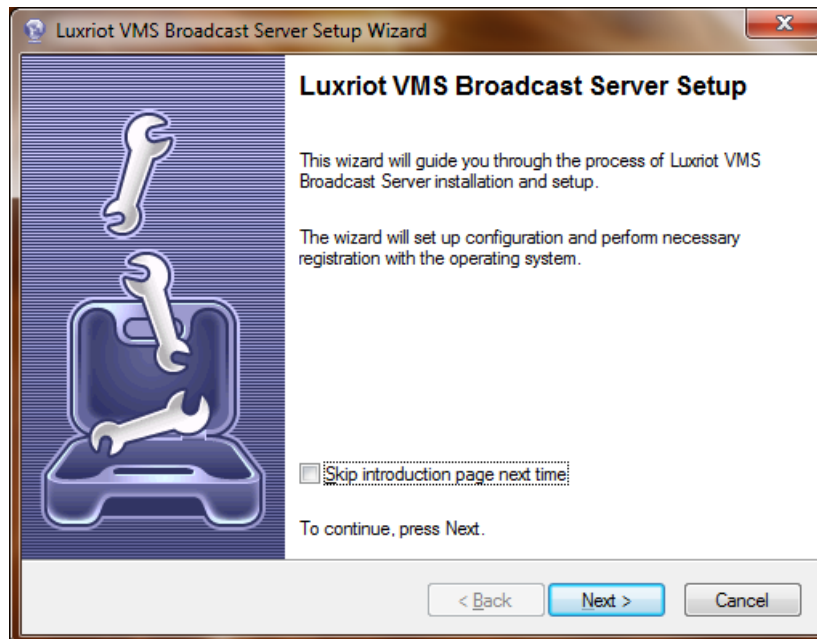 Luxriot VMS Broadcast Server Setup Wizard
Luxriot VMS Broadcast Server Setup
This wizard will guide you through the process of Luxriot VMS
Broadcast Server installation and setup.
The wizard will set up configuration and perform necessary
registration with the operating system.
Skip introduction page next time
To continue, press Next.
< Back
Next >
Cancel